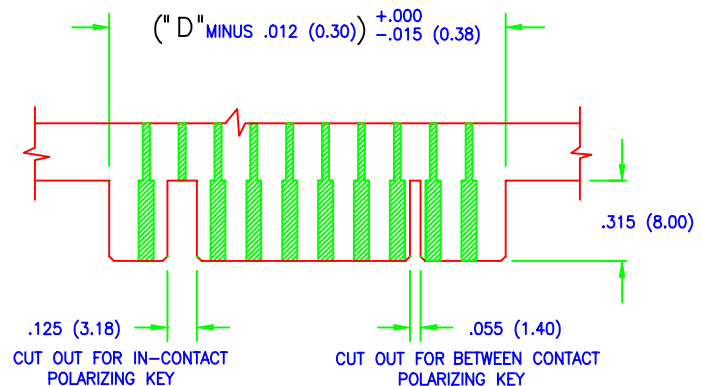 ("D" MINUS .012 (0.30)) +.000
-.015 (0.38)
.315 (8.00)
.125 (3.18)
.055 (1.40)
CUT OUT FOR IN-CONTACT
POLARIZING KEY
CUT OUT FOR BETWEEN CONTACT
POLARIZING KEY